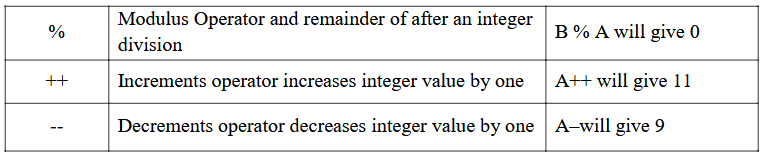 % Modulus Operator and remainder of after an integer division B % A will give 0
++ Increments operator increases integer value by one A++ will give 11
-- Decrements operator decreases integer value by one A–will give 9